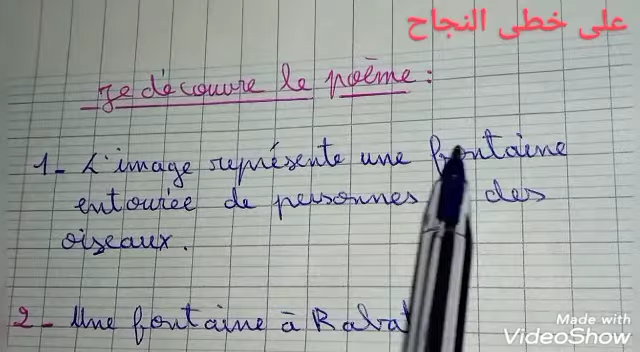 على خطى النجاح
Je découvre le poème :
1- L'image représente une fontaine
entourée de personnes des
oiseaux.
2- Une fontaine à Rabat
Made with
VideoShow